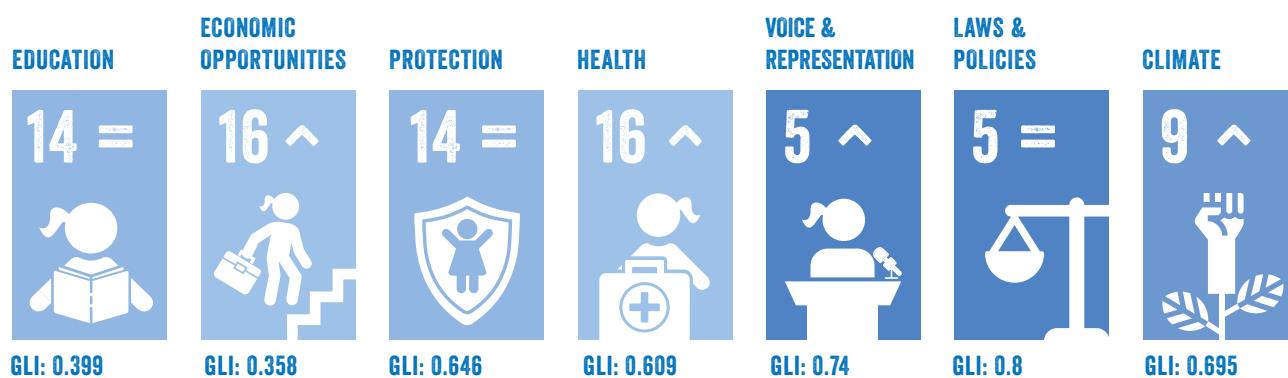 EDUCATION
14 =
GLI: 0.399
ECONOMIC
OPPORTUNITIES
16 ^
GLI: 0.358
PROTECTION
14 =
GLI: 0.646
HEALTH
16 ^
GLI: 0.609
VOICE &
REPRESENTATION
5 ^
GLI: 0.74
LAWS &
POLICIES
5 =
GLI: 0.8
CLIMATE
9 ^
GLI: 0.695